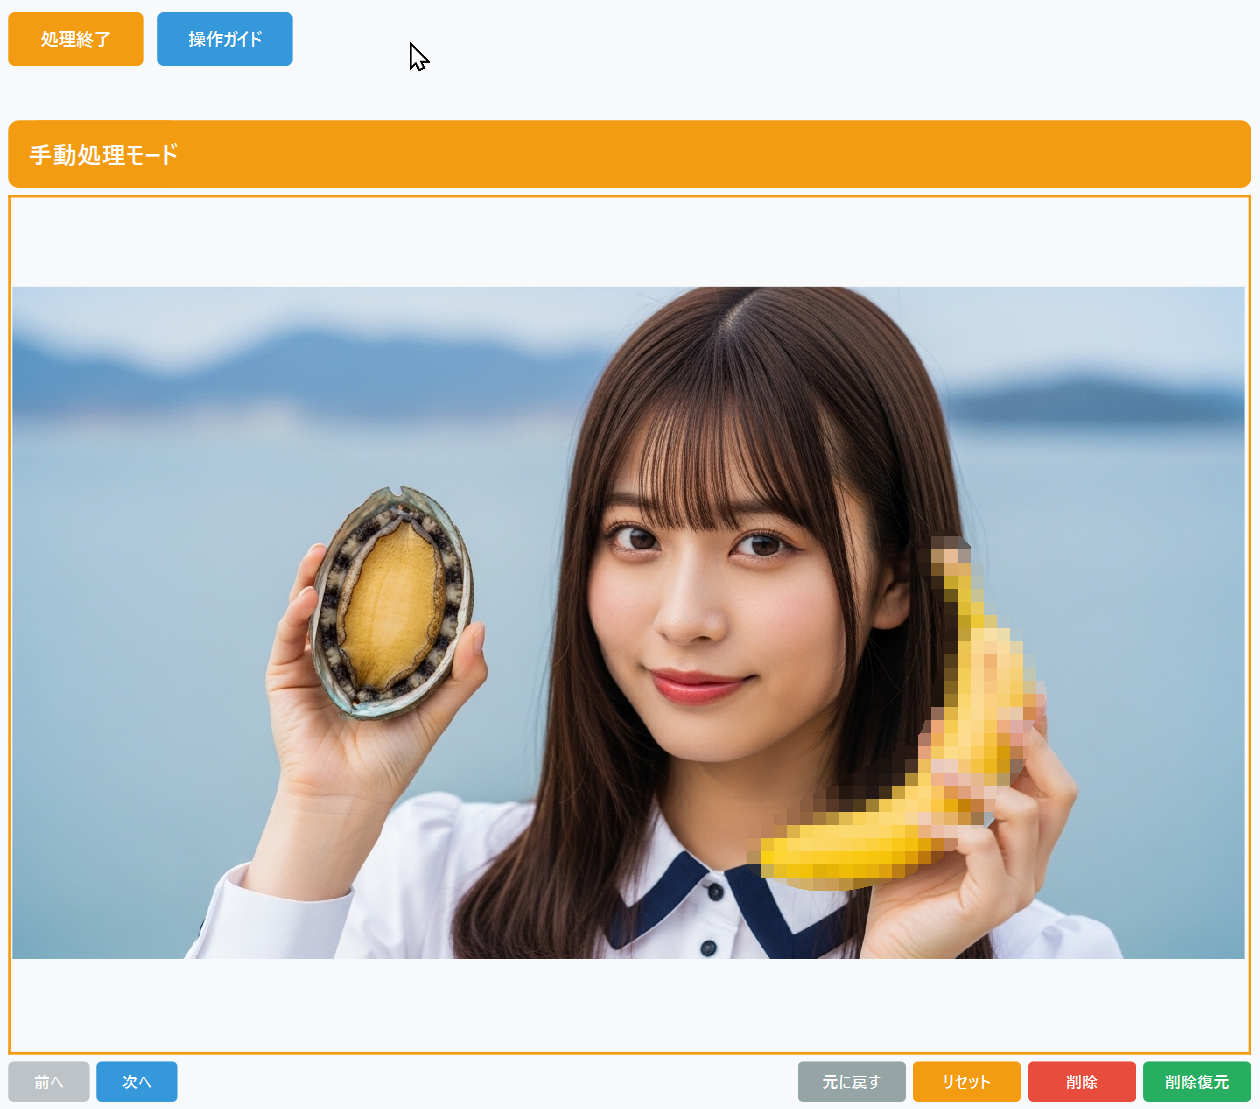 処理終了
操作ガイド
手動処理モード
前へ
次へ
元に戻す
リセット
削除
削除復元